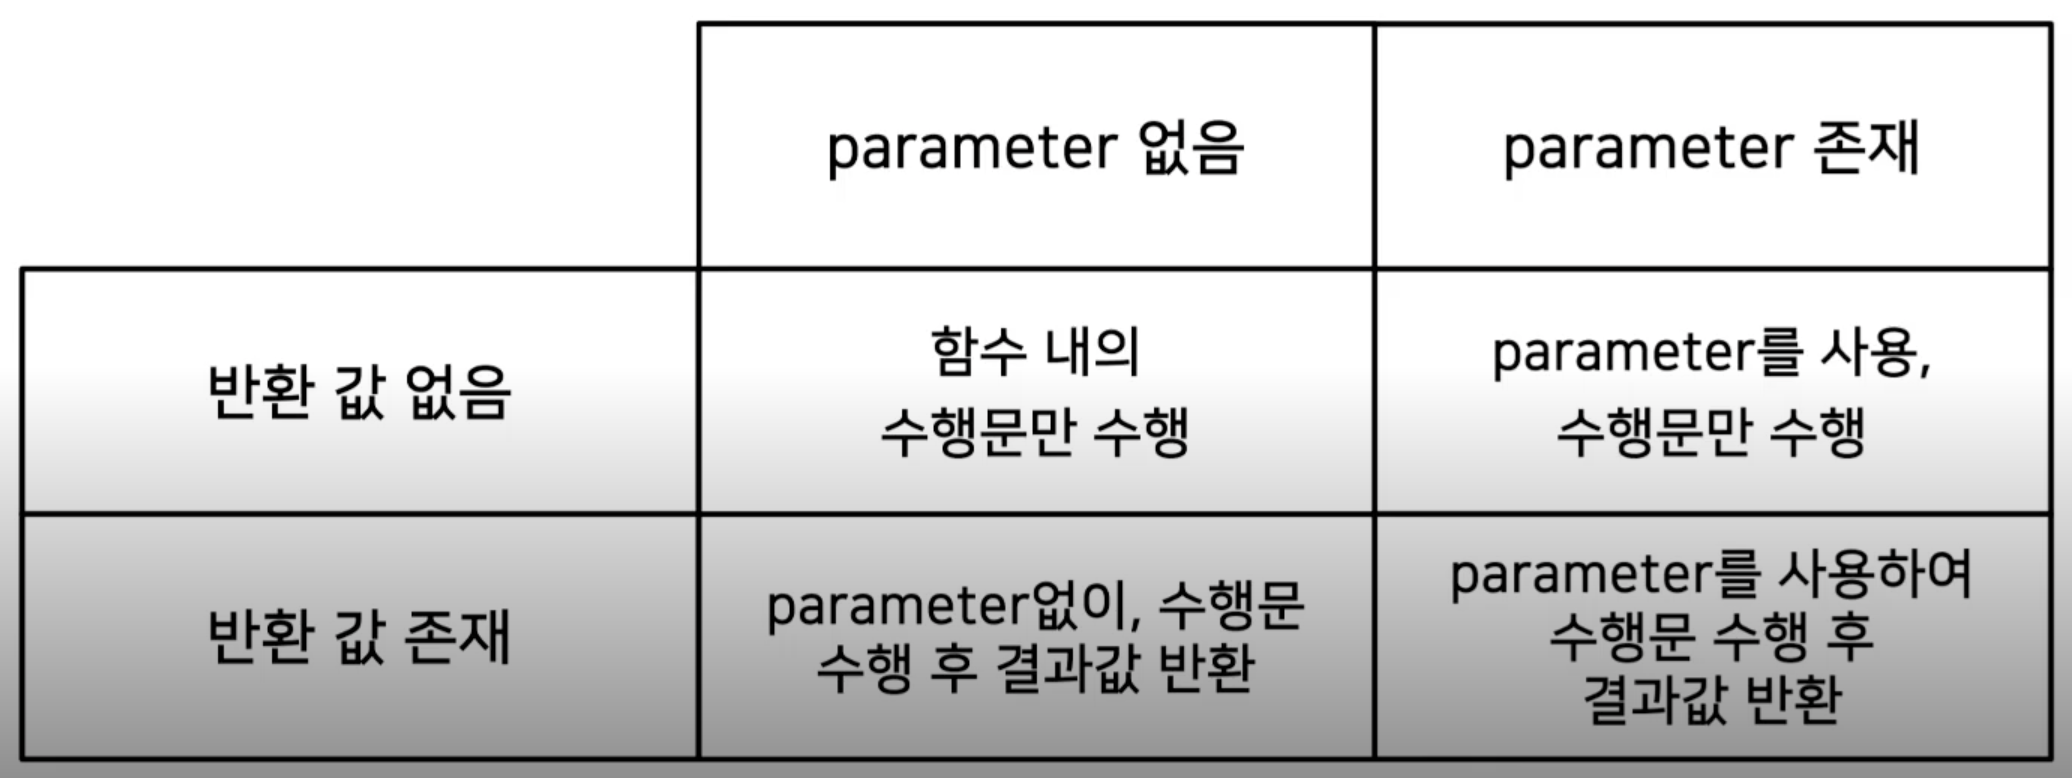 parameter 없음
parameter 존재
반환 값 없음
함수 내의
수행문만 수행
parameter를 사용,
수행문만 수행
반환 값 존재
parameter없이, 수행문
수행 후 결과값 반환
parameter를 사용하여
수행문 수행 후
결과값 반환